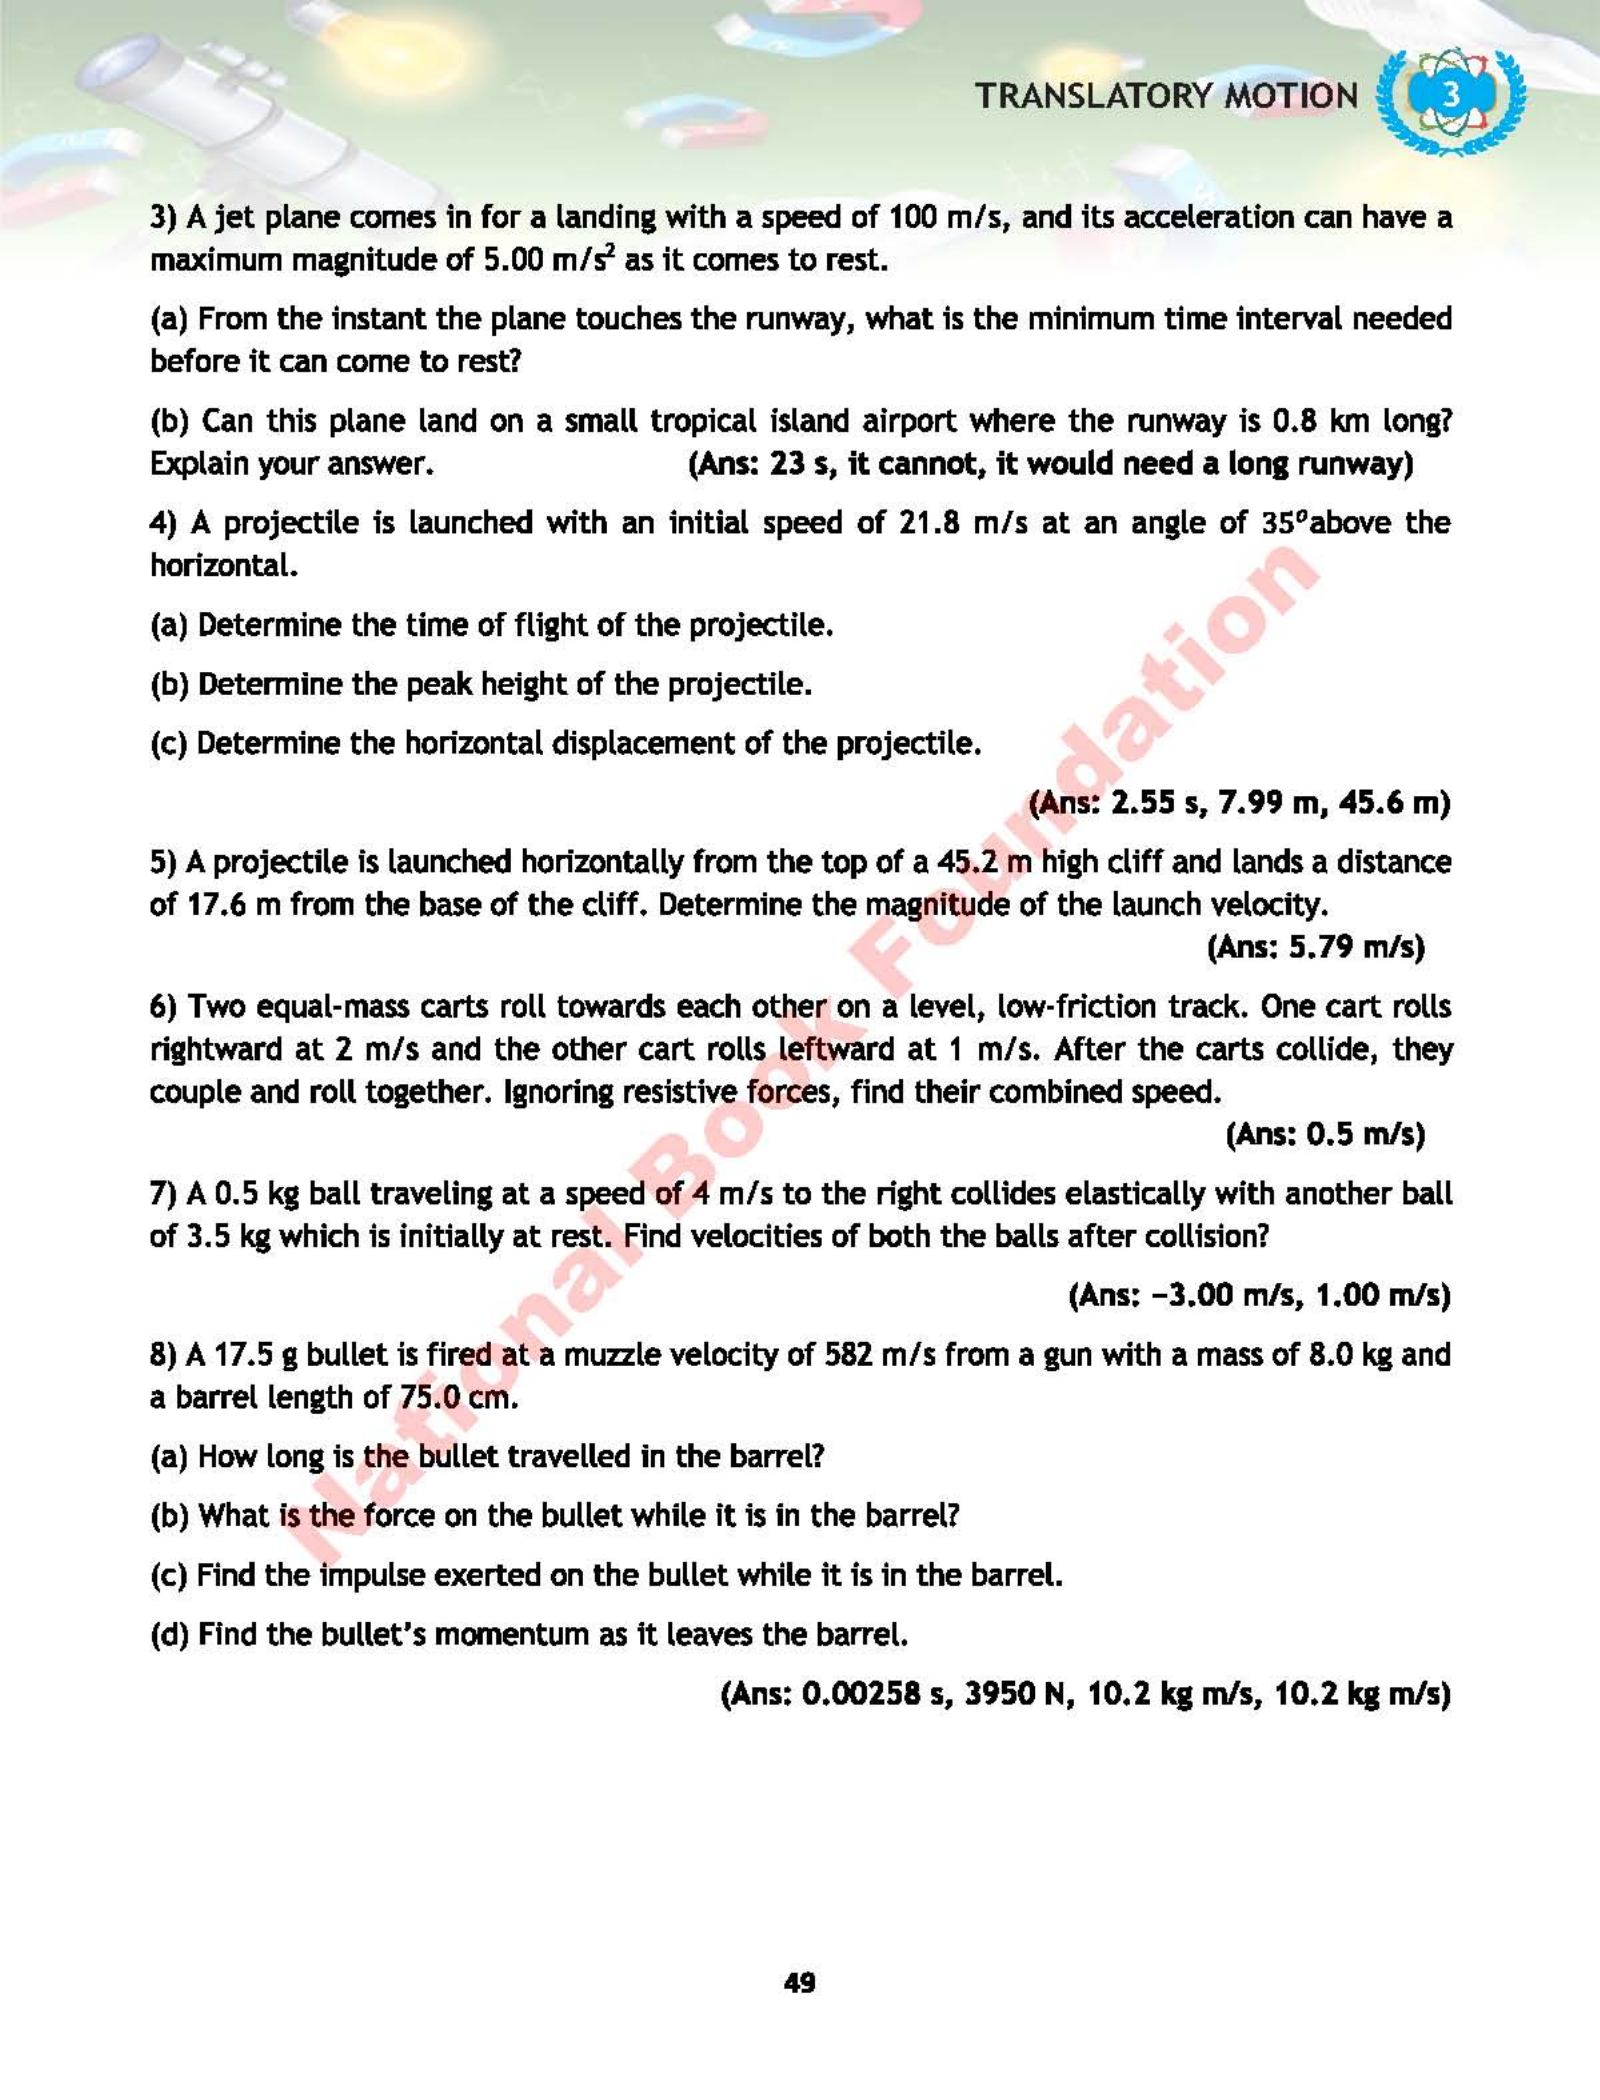 TRANSLATORY MOTION 3
3) A jet plane comes in for a landing with a speed of 100 m/s, and its acceleration can have a
maximum magnitude of 5.00 m/s² as it comes to rest.
(a) From the instant the plane touches the runway, what is the minimum time interval needed
before it can come to rest?
(b) Can this plane land on a small tropical island airport where the runway is 0.8 km long?
Explain your answer. (Ans: 23 s, it cannot, it would need a long runway)
4) A projectile is launched with an initial speed of 21.8 m/s at an angle of 35ºabove the
horizontal.
(a) Determine the time of flight of the projectile.
(b) Determine the peak height of the projectile.
(c) Determine the horizontal displacement of the projectile.
(Ans: 2.55 s, 7.99 m, 45.6 m)
5) A projectile is launched horizontally from the top of a 45.2 m high cliff and lands a distance
of 17.6 m from the base of the cliff. Determine the magnitude of the launch velocity.
(Ans: 5.79 m/s)
6) Two equal-mass carts roll towards each other on a level, low-friction track. One cart rolls
rightward at 2 m/s and the other cart rolls leftward at 1 m/s. After the carts collide, they
couple and roll together. Ignoring resistive forces, find their combined speed.
(Ans: 0.5 m/s)
7) A 0.5 kg ball traveling at a speed of 4 m/s to the right collides elastically with another ball
of 3.5 kg which is initially at rest. Find velocities of both the balls after collision?
(Ans: −3.00 m/s, 1.00 m/s)
8) A 17.5 g bullet is fired at a muzzle velocity of 582 m/s from a gun with a mass of 8.0 kg and
a barrel length of 75.0 cm.
(a) How long is the bullet travelled in the barrel?
(b) What is the force on the bullet while it is in the barrel?
(c) Find the impulse exerted on the bullet while it is in the barrel.
(d) Find the bullet's momentum as it leaves the barrel.
(Ans: 0.00258 s, 3950 N, 10.2 kg m/s, 10.2 kg m/s)
National Book Foundation
49